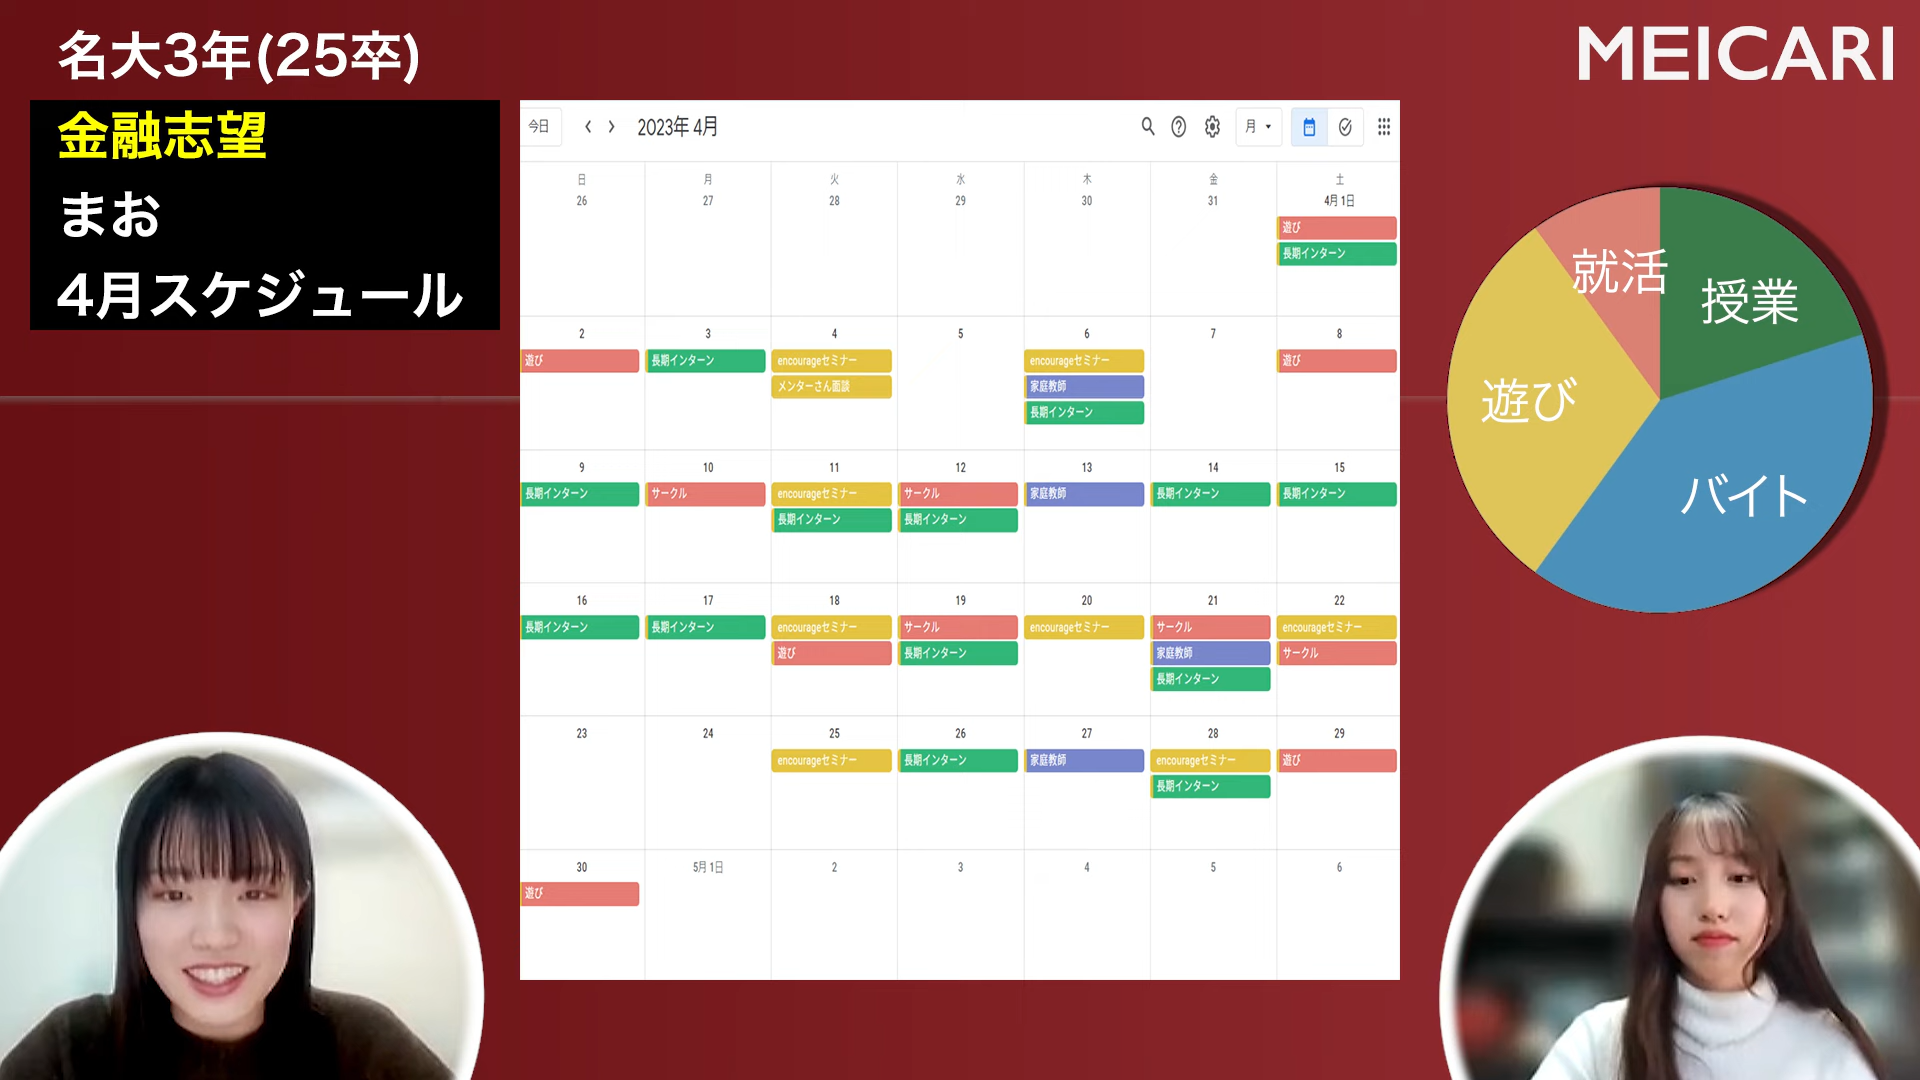 名大3年(25卒)
金融志望
まお
4月スケジュール
MEICARI
今日
2023年 4月
月
日 月 火 水 木 金 土
26 27 28 29 30 31 4月 1日
遊び
長期インターン
2 3 4 5 6 7 8
遊び 長期インターン encourageセミナー encourageセミナー 遊び
メンターさん面談 家庭教師
長期インターン
9 10 11 12 13 14 15
長期インターン サークル encourageセミナー サークル 家庭教師 長期インターン 長期インターン
長期インターン 長期インターン
16 17 18 19 20 21 22
長期インターン 長期インターン encourageセミナー サークル encourageセミナー サークル encourageセミナー
遊び 長期インターン 家庭教師 サークル
長期インターン
23 24 25 26 27 28 29
encourageセミナー 長期インターン 家庭教師 encourageセミナー 遊び
長期インターン
30 5月 1日 2 3 4 5 6
遊び
就活
授業
遊び
バイト